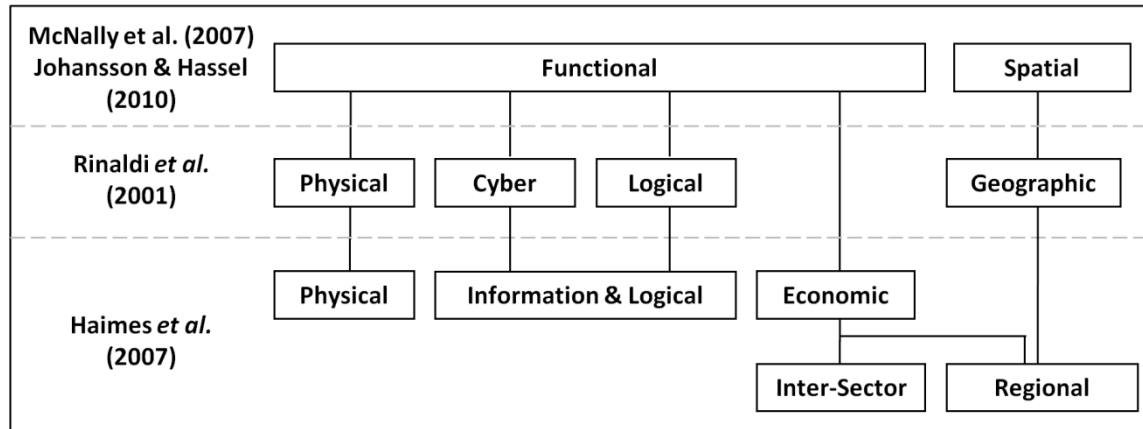 McNally et al. (2007)
Johansson & Hassel
(2010)
Functional
Spatial
Rinaldi et al.
(2001)
Physical
Cyber
Logical
Geographic
Haimes et al.
(2007)
Physical
Information & Logical
Economic
Inter-Sector
Regional